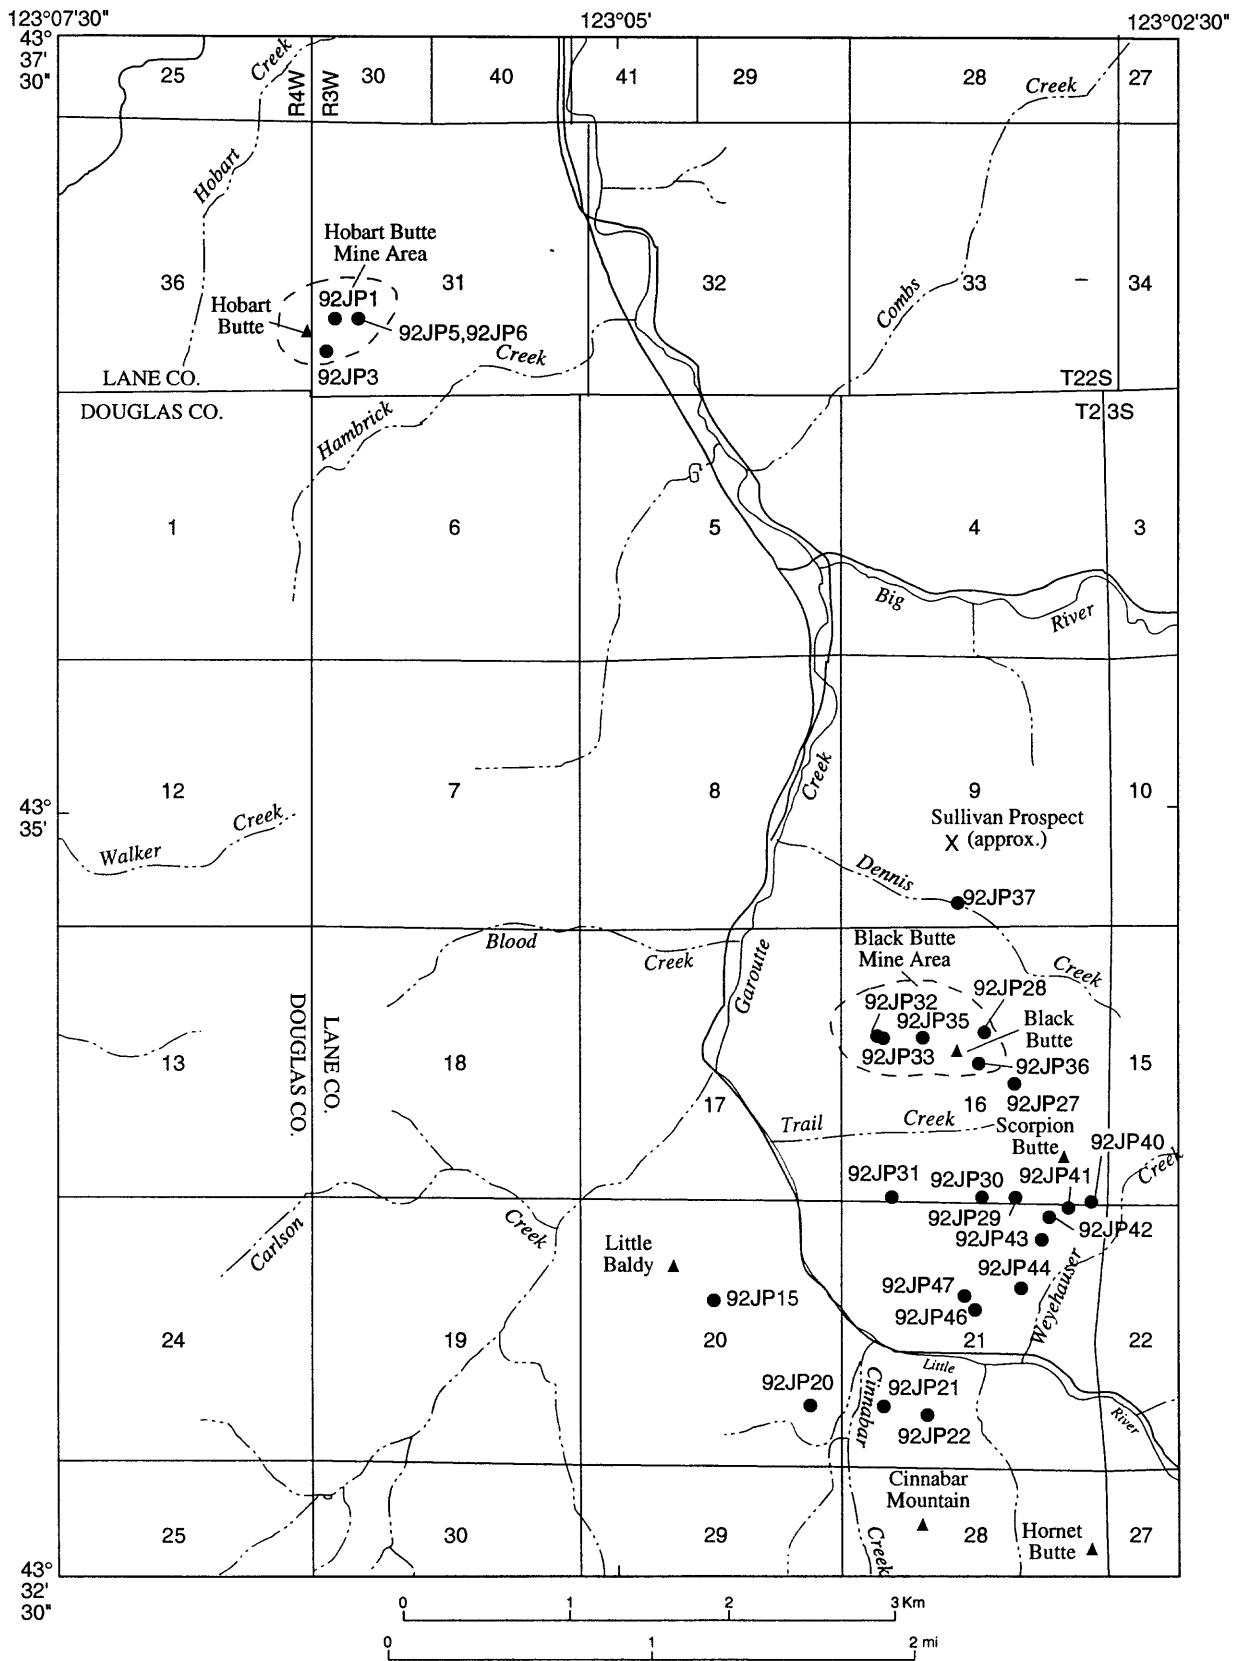 123°07'30"
123°05'
123°02'30"
43°
37'
30"
25
Creek
R4W
R3W
30
40
41
29
28
Creek
27
Hobart
Hobart Butte
Mine Area
36
31
32
33
34
92JP1
Hobart
Butte
92JP5,92JP6
Combs
Creek
92JP3
LANE CO.
T22S
DOUGLAS CO.
T23S
Hambrick
G
1
6
5
4
3
Big
River
12
7
8
Creek
9
10
43°
35'
Creek
Sullivan Prospect
X (approx.)
Walker
Dennis
92JP37
Blood
Creek
Garoutte
Black Butte
Mine Area
Creek
92JP28
92JP32
92JP35
Black
Butte
DOUGLAS CO.
LANE CO.
13
18
92JP33
92JP36
15
17
16
92JP27
Trail
Creek
Scorpion
Butte
92JP40
Creek
92JP31
92JP30
92JP41
92JP29
92JP42
92JP43
Carlson
Creek
Little
Baldy
92JP44
92JP47
92JP15
92JP46
Weyehauser
24
19
20
21
22
Little
92JP20
Cinnabar
92JP21
River
92JP22
Cinnabar
Mountain
25
30
29
28
Hornet
Butte
27
Creek
43°
32'
30"
0
1
2
3 Km
0
1
2 mi